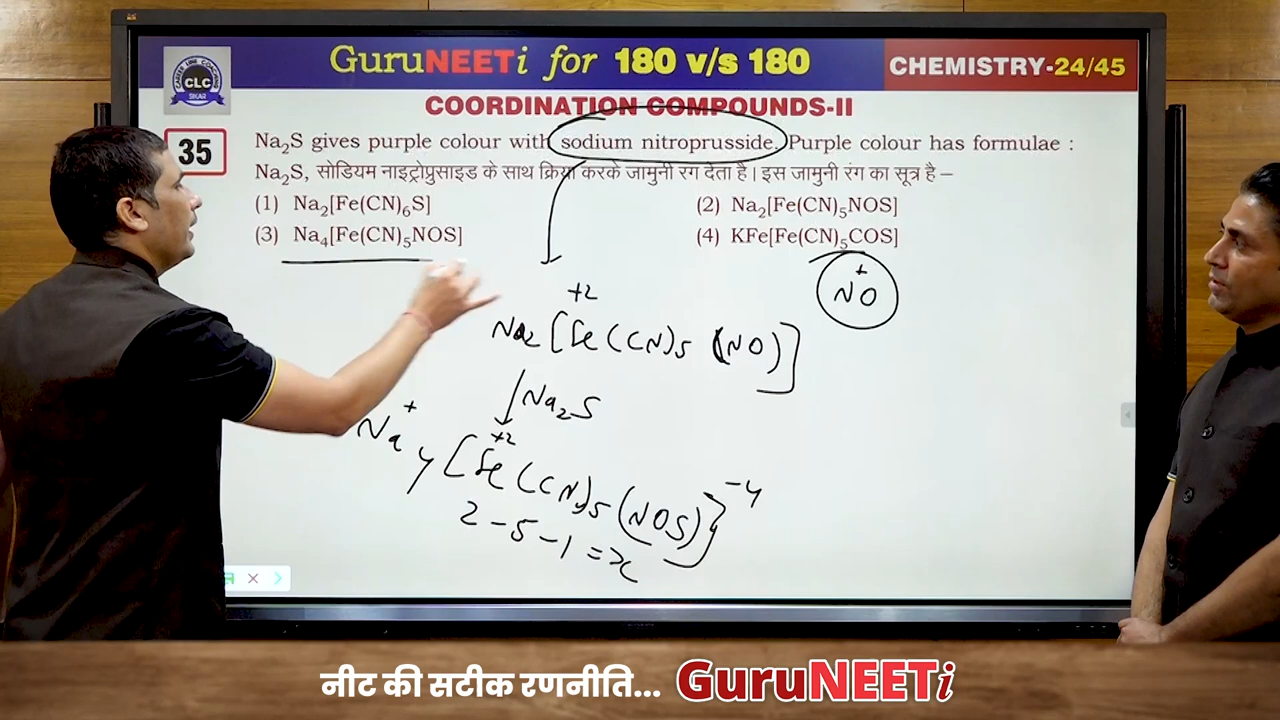 GuruNEETi for 180 v/s 180
CHEMISTRY-24/45
CLC
SIKAR
COORDINATION COMPOUNDS-II
35
Na₂S gives purple colour with sodium nitroprusside. Purple colour has formulae :
Na₂S, सोडियम नाइट्रोप्रुसाइड के साथ क्रिया करके जामुनी रंग देता है। इस जामुनी रंग का सूत्र है –
(1) Na₂[Fe(CN)₆S]
(2) Na₂[Fe(CN)₅NOS]
(3) Na₄[Fe(CN)₅NOS]
(4) KFe[Fe(CN)₅COS]
+
NO
+2
Na₂[Fe(CN)₅(NO)]
Na₂S
+ +2
Na₄[Fe(CN)₅(NOS)]⁻⁴
2-5-1=x
नीट की सटीक रणनीति... GuruNEETi